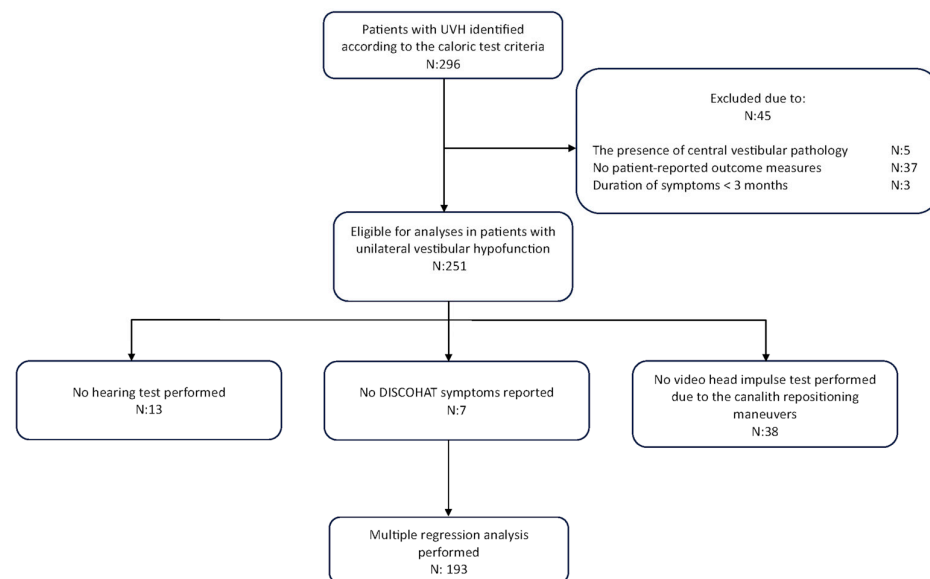 Patients with UVH identified
according to the caloric test criteria
N:296
Excluded due to:
N:45
The presence of central vestibular pathology N:5
No patient-reported outcome measures N:37
Duration of symptoms < 3 months N:3
Eligible for analyses in patients with
unilateral vestibular hypofunction
N:251
No hearing test performed
N:13
No DISCOHAT symptoms reported
N:7
No video head impulse test performed
due to the canalith repositioning
maneuvers
N:38
Multiple regression analysis
performed
N: 193